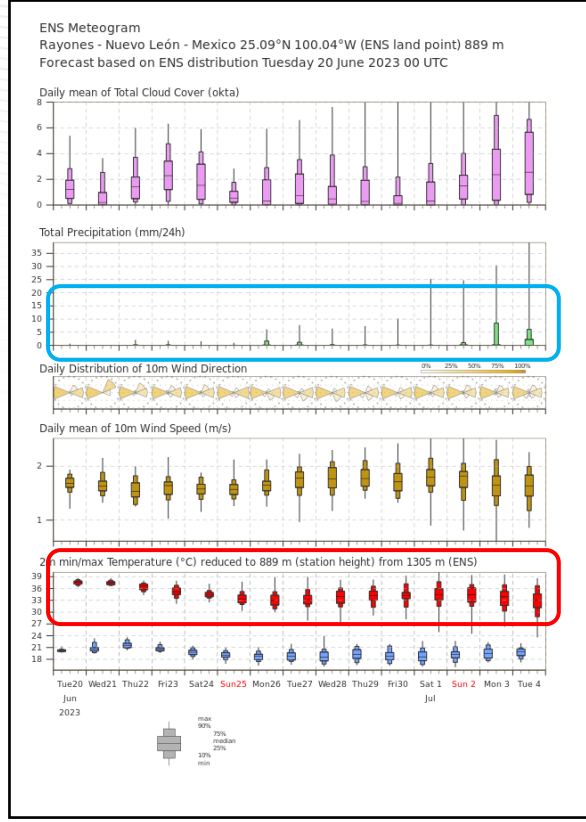 ENS Meteogram
Rayones - Nuevo León - Mexico 25.09°N 100.04°W (ENS land point) 889 m
Forecast based on ENS distribution Tuesday 20 June 2023 00 UTC
Daily mean of Total Cloud Cover (okta)
8
6
4
2
0
Total Precipitation (mm/24h)
35
30
25
20
15
10
5
0
Daily Distribution of 10m Wind Direction
0% 25% 50% 75% 100%
Daily mean of 10m Wind Speed (m/s)
2
1
2m min/max Temperature (°C) reduced to 889 m (station height) from 1305 m (ENS)
39
36
33
30
27
24
21
18
Tue20 Wed21 Thu22 Fri23 Sat24 Sun25 Mon26 Tue27 Wed28 Thu29 Fri30 Sat 1 Sun 2 Mon 3 Tue 4
Jun Jul
2023
max
90%
75%
median
25%
10%
min